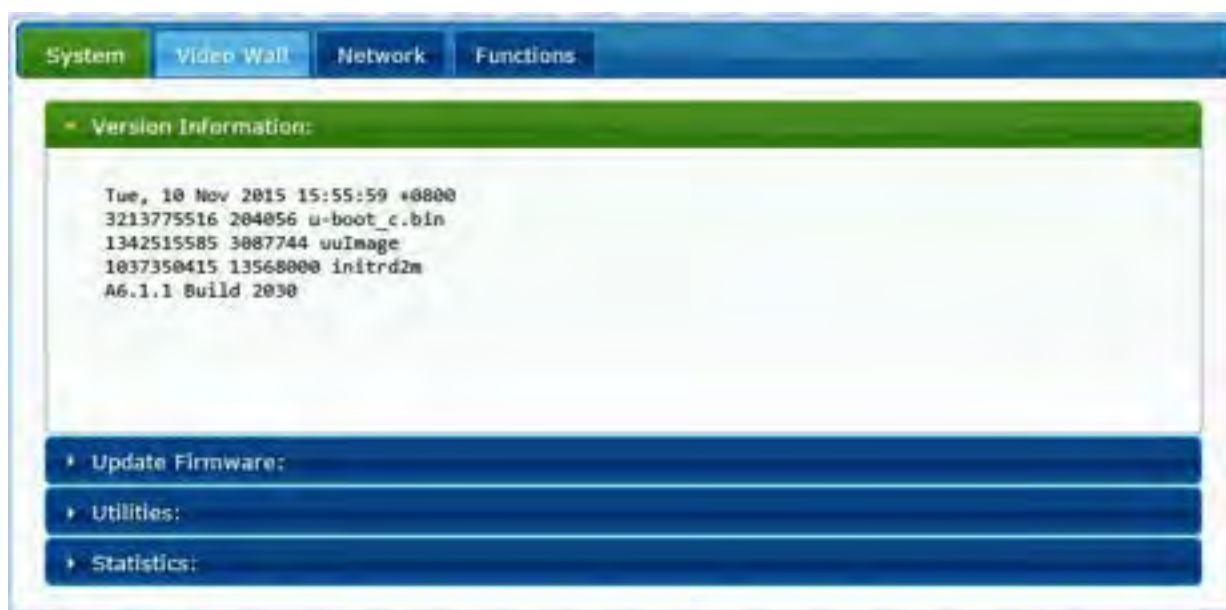 System Video Wall Network Functions
Version Information:
Tue, 10 Nov 2015 15:55:59 +0800
3213775516 204056 u-boot_c.bin
1342515585 3087744 uuImage
1037350415 13568000 initrd2m
A6.1.1 Build 2030
Update Firmware:
Utilities:
Statistics: